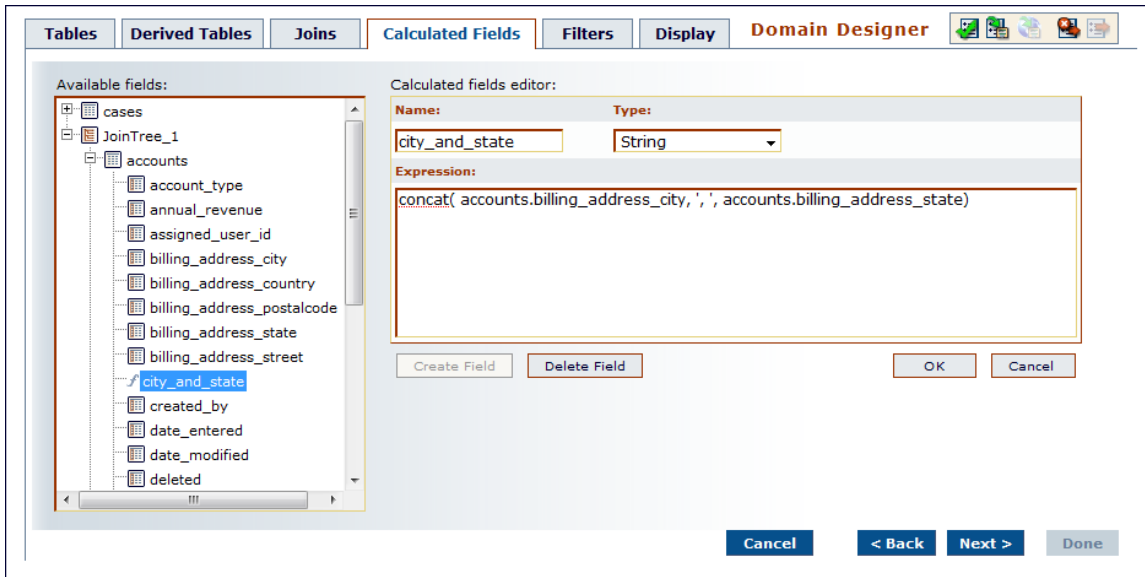 Tables Derived Tables Joins Calculated Fields Filters Display Domain Designer
Available fields:
cases
JoinTree_1
accounts
account_type
annual_revenue
assigned_user_id
billing_address_city
billing_address_country
billing_address_postalcode
billing_address_state
billing_address_street
city_and_state
created_by
date_entered
date_modified
deleted
Calculated fields editor:
Name: Type:
city_and_state String
Expression:
concat( accounts.billing_address_city, ', ', accounts.billing_address_state)
Create Field Delete Field OK Cancel
Cancel < Back Next > Done